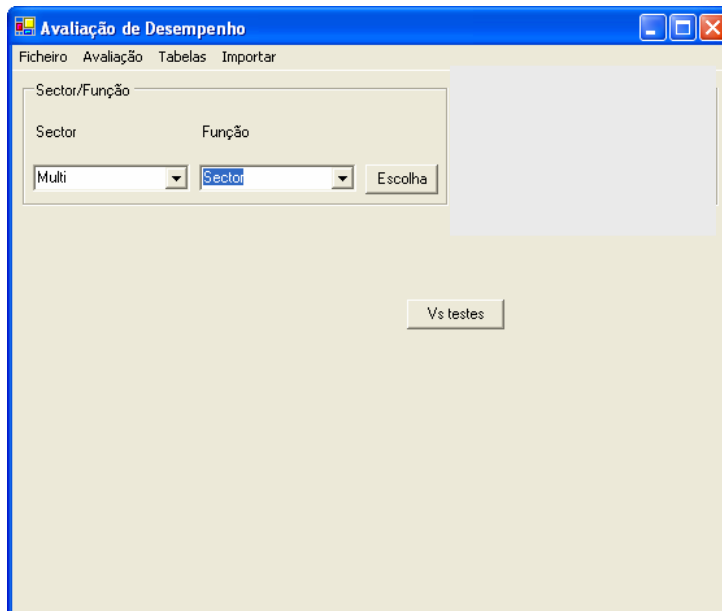 Avaliação de Desempenho
Ficheiro Avaliação Tabelas Importar
Sector/Função
Sector Função
Multi Sector Escolha
Vs testes